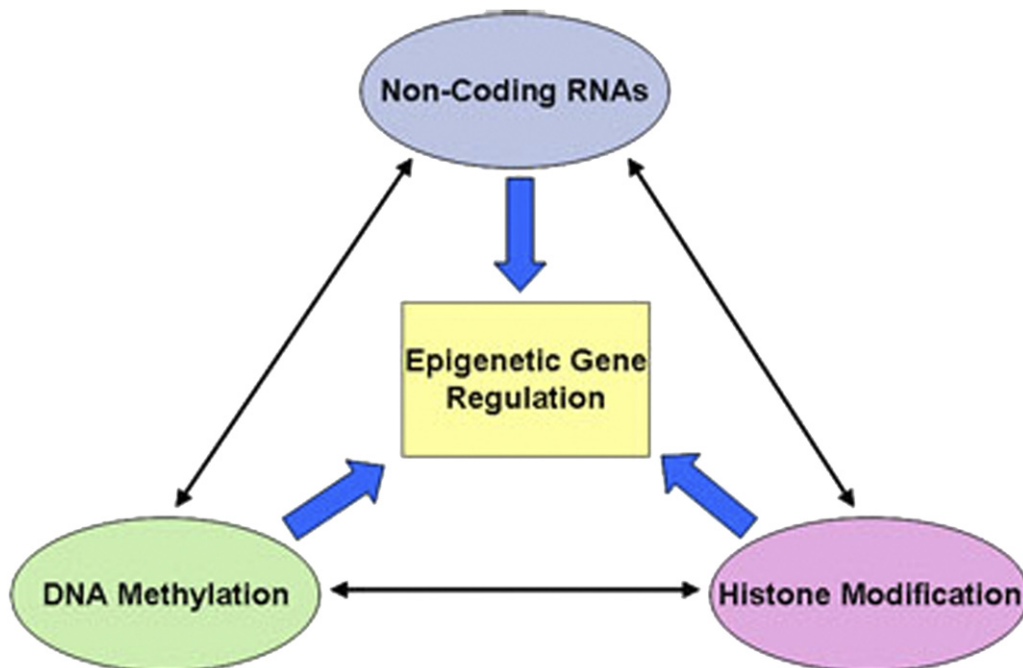 Non-Coding RNAs
Epigenetic Gene
Regulation
DNA Methylation
Histone Modification